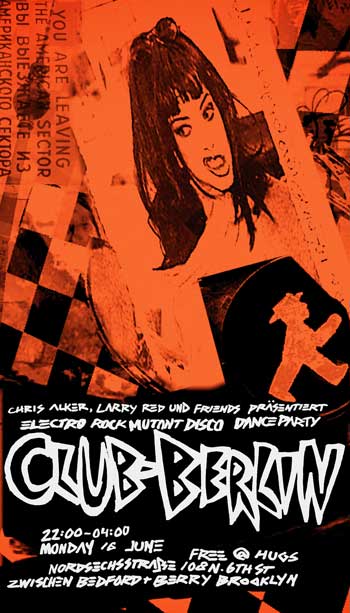 YOU ARE LEAVING
THE AMERICAN SECTOR
ВЫ ВЫЕЗЖАЕТЕ ИЗ
АМЕРИКАНСКОГО СЕКТОРА
CHRIS ALKER, LARRY RED UND FRIENDS PRÄSENTIERT
ELECTRO ROCK MUTANT DISCO DANCE PARTY
CLUB-BERLIN
22:00-04:00
MONDAY 16 JUNE
FREE @ HUGS
NORDSECHSSTRAßE 108 N. 6TH ST
ZWISCHEN BEDFORD + BERRY BROOKLYN